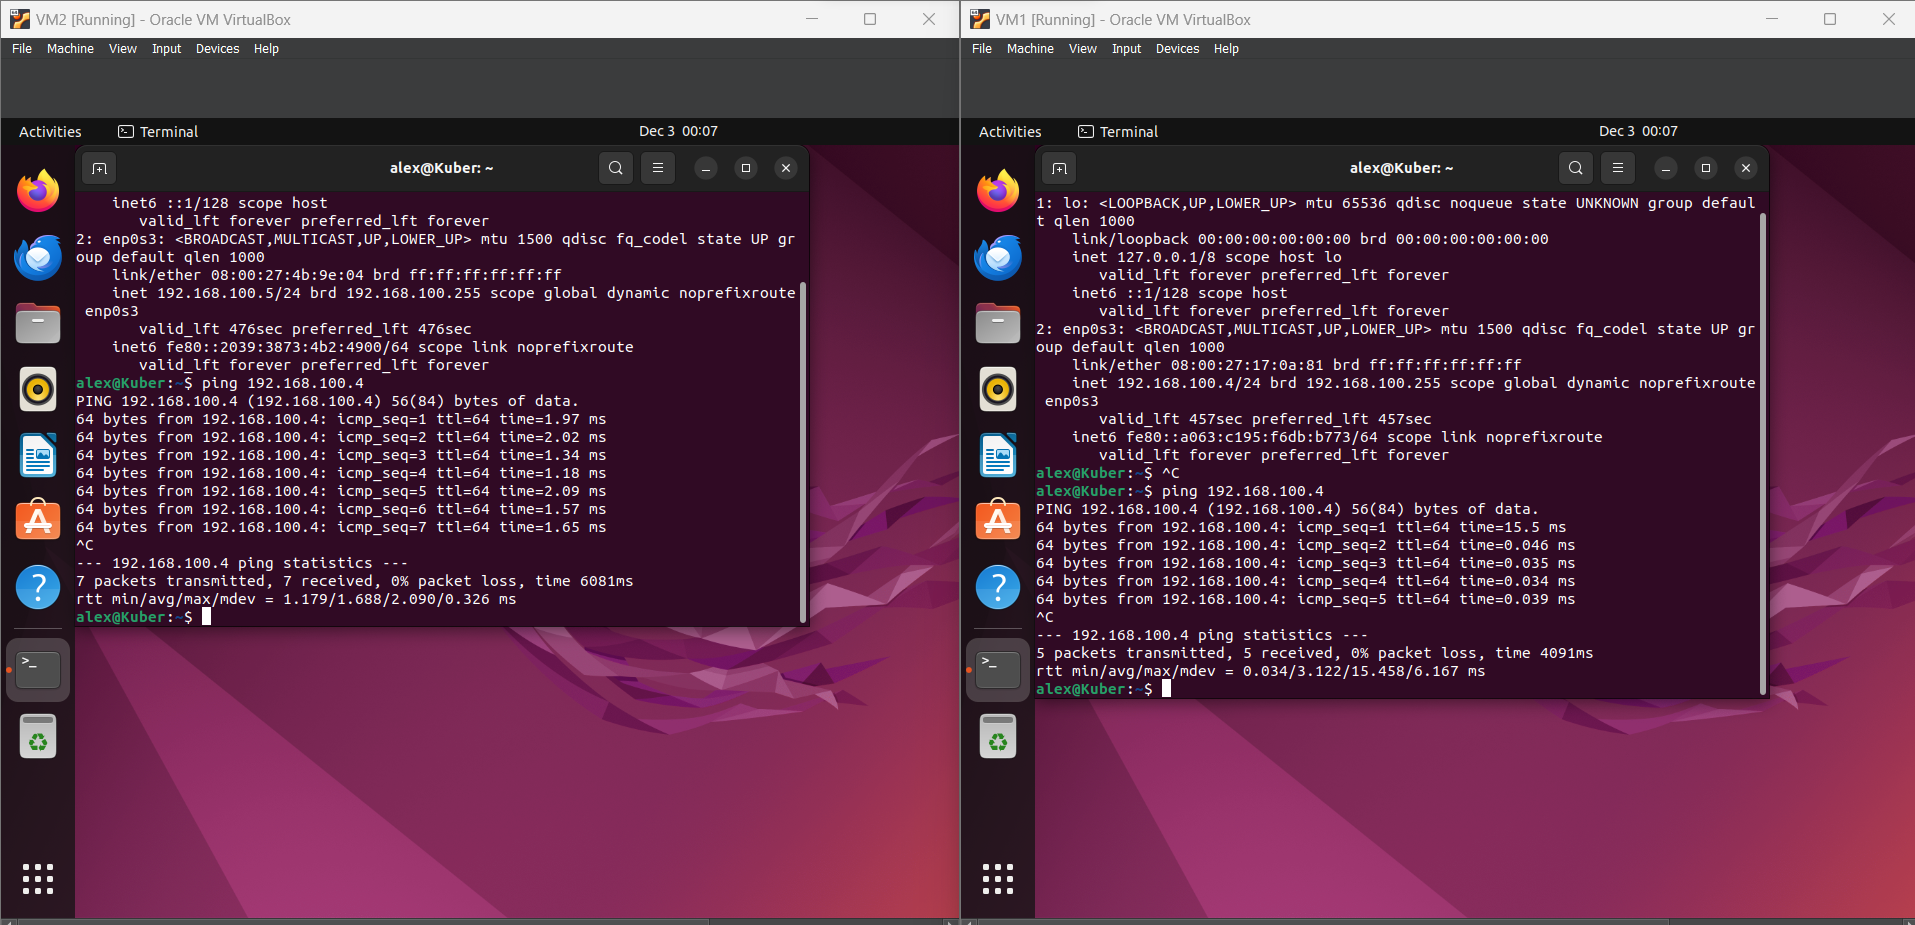 VM2 [Running] - Oracle VM VirtualBox
File Machine View Input Devices Help
Activities Terminal Dec 3 00:07
alex@Kuber: ~
inet6 ::1/128 scope host
valid_lft forever preferred_lft forever
2: enp0s3: <BROADCAST,MULTICAST,UP,LOWER_UP> mtu 1500 qdisc fq_codel state UP gr
oup default qlen 1000
link/ether 08:00:27:4b:9e:04 brd ff:ff:ff:ff:ff:ff
inet 192.168.100.5/24 brd 192.168.100.255 scope global dynamic noprefixroute
enp0s3
valid_lft 476sec preferred_lft 476sec
inet6 fe80::2039:3873:4b2:4900/64 scope link noprefixroute
valid_lft forever preferred_lft forever
alex@Kuber:~$ ping 192.168.100.4
PING 192.168.100.4 (192.168.100.4) 56(84) bytes of data.
64 bytes from 192.168.100.4: icmp_seq=1 ttl=64 time=1.97 ms
64 bytes from 192.168.100.4: icmp_seq=2 ttl=64 time=2.02 ms
64 bytes from 192.168.100.4: icmp_seq=3 ttl=64 time=1.34 ms
64 bytes from 192.168.100.4: icmp_seq=4 ttl=64 time=1.18 ms
64 bytes from 192.168.100.4: icmp_seq=5 ttl=64 time=2.09 ms
64 bytes from 192.168.100.4: icmp_seq=6 ttl=64 time=1.57 ms
64 bytes from 192.168.100.4: icmp_seq=7 ttl=64 time=1.65 ms
^C
--- 192.168.100.4 ping statistics ---
7 packets transmitted, 7 received, 0% packet loss, time 6081ms
rtt min/avg/max/mdev = 1.179/1.688/2.090/0.326 ms
alex@Kuber:~$
VM1 [Running] - Oracle VM VirtualBox
File Machine View Input Devices Help
Activities Terminal Dec 3 00:07
alex@Kuber: ~
1: lo: <LOOPBACK,UP,LOWER_UP> mtu 65536 qdisc noqueue state UNKNOWN group defaul
t qlen 1000
link/loopback 00:00:00:00:00:00 brd 00:00:00:00:00:00
inet 127.0.0.1/8 scope host lo
valid_lft forever preferred_lft forever
inet6 ::1/128 scope host
valid_lft forever preferred_lft forever
2: enp0s3: <BROADCAST,MULTICAST,UP,LOWER_UP> mtu 1500 qdisc fq_codel state UP gr
oup default qlen 1000
link/ether 08:00:27:17:0a:81 brd ff:ff:ff:ff:ff:ff
inet 192.168.100.4/24 brd 192.168.100.255 scope global dynamic noprefixroute
enp0s3
valid_lft 457sec preferred_lft 457sec
inet6 fe80::a063:c195:f6db:b773/64 scope link noprefixroute
valid_lft forever preferred_lft forever
alex@Kuber:~$ ^C
alex@Kuber:~$ ping 192.168.100.4
PING 192.168.100.4 (192.168.100.4) 56(84) bytes of data.
64 bytes from 192.168.100.4: icmp_seq=1 ttl=64 time=15.5 ms
64 bytes from 192.168.100.4: icmp_seq=2 ttl=64 time=0.046 ms
64 bytes from 192.168.100.4: icmp_seq=3 ttl=64 time=0.035 ms
64 bytes from 192.168.100.4: icmp_seq=4 ttl=64 time=0.034 ms
64 bytes from 192.168.100.4: icmp_seq=5 ttl=64 time=0.039 ms
^C
--- 192.168.100.4 ping statistics ---
5 packets transmitted, 5 received, 0% packet loss, time 4091ms
rtt min/avg/max/mdev = 0.034/3.122/15.458/6.167 ms
alex@Kuber:~$